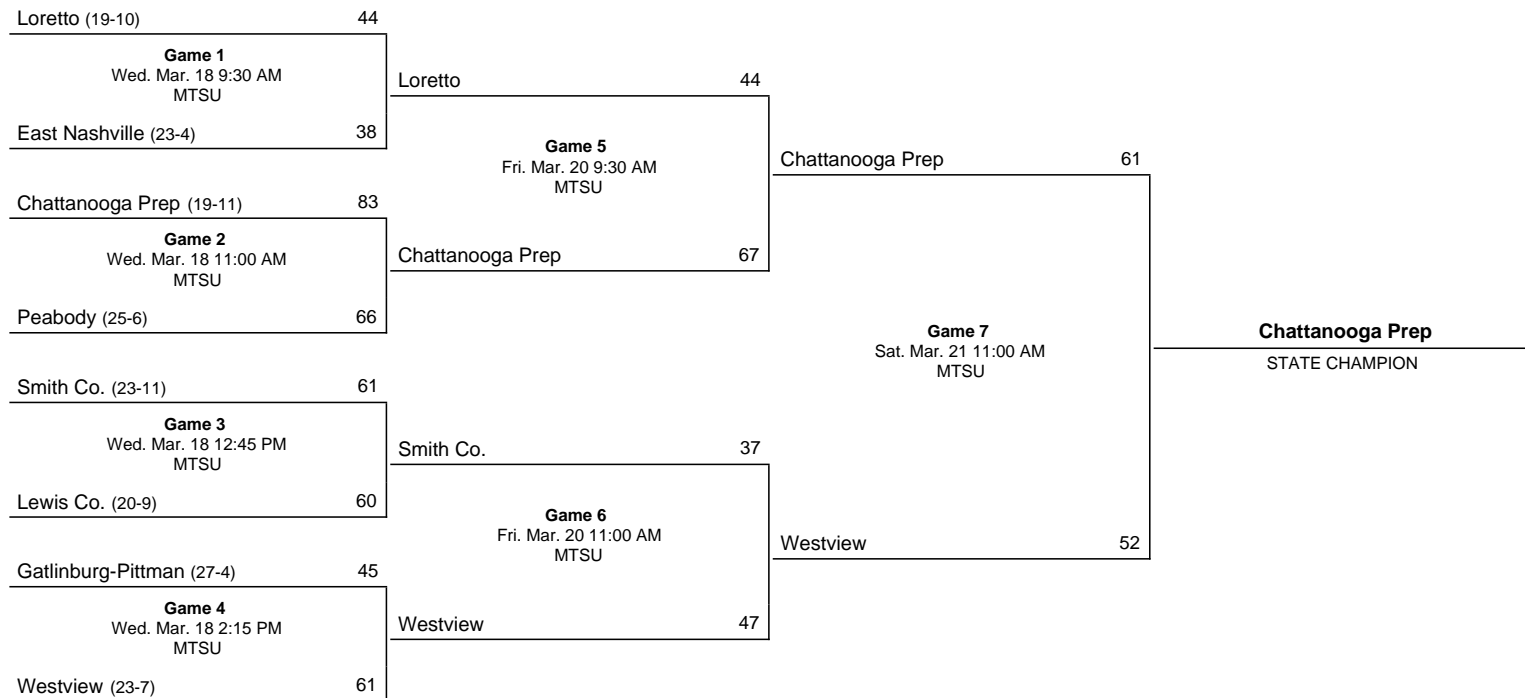 Loretto (19-10) 44
Game 1
Wed. Mar. 18 9:30 AM
MTSU
East Nashville (23-4) 38
Chattanooga Prep (19-11) 83
Game 2
Wed. Mar. 18 11:00 AM
MTSU
Peabody (25-6) 66
Smith Co. (23-11) 61
Game 3
Wed. Mar. 18 12:45 PM
MTSU
Lewis Co. (20-9) 60
Gatlinburg-Pittman (27-4) 45
Game 4
Wed. Mar. 18 2:15 PM
MTSU
Westview (23-7) 61
Loretto 44
Game 5
Fri. Mar. 20 9:30 AM
MTSU
Chattanooga Prep 67
Smith Co. 37
Game 6
Fri. Mar. 20 11:00 AM
MTSU
Westview 47
Chattanooga Prep 61
Game 7
Sat. Mar. 21 11:00 AM
MTSU
Westview 52
Chattanooga Prep
STATE CHAMPION